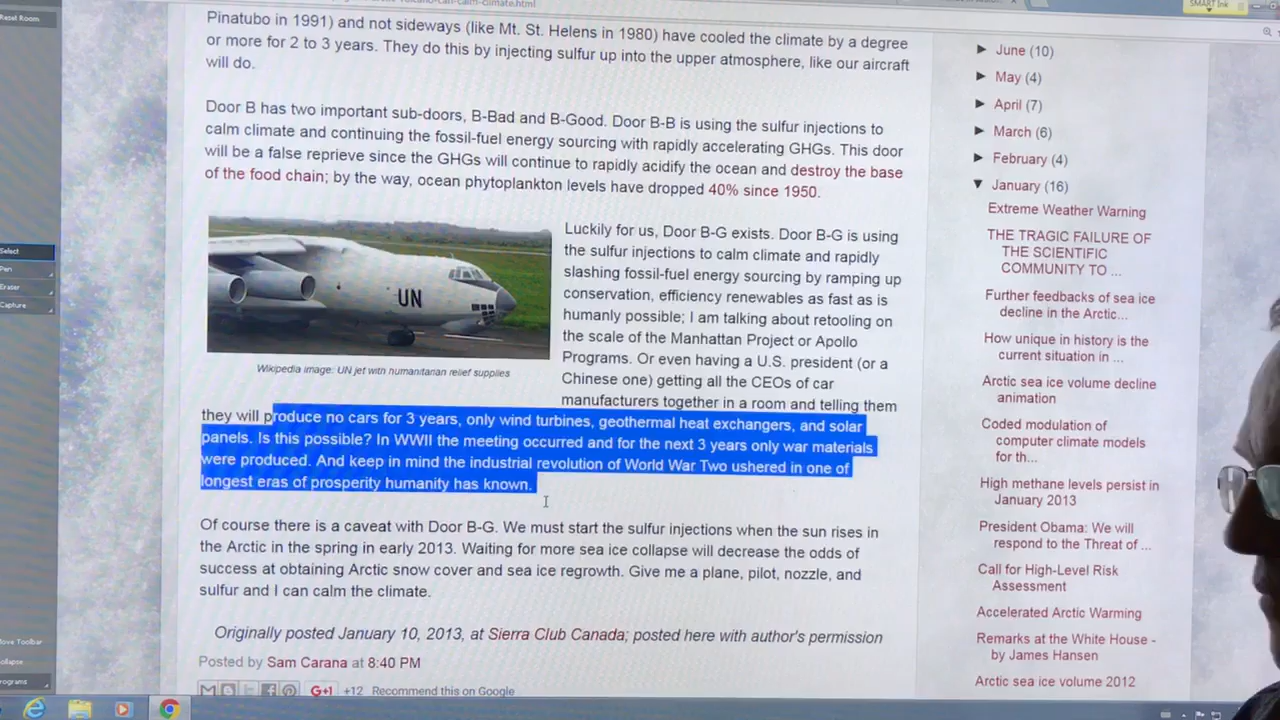 Reset Room
volcano-can-calm-climate.html
SMART Ink
Pinatubo in 1991) and not sideways (like Mt. St. Helens in 1980) have cooled the climate by a degree
or more for 2 to 3 years. They do this by injecting sulfur up into the upper atmosphere, like our aircraft
will do.
Door B has two important sub-doors, B-Bad and B-Good. Door B-B is using the sulfur injections to
calm climate and continuing the fossil-fuel energy sourcing with rapidly accelerating GHGs. This door
will be a false reprieve since the GHGs will continue to rapidly acidify the ocean and destroy the base
of the food chain; by the way, ocean phytoplankton levels have dropped 40% since 1950.
UN
Wikipedia image: UN jet with humanitarian relief supplies
Luckily for us, Door B-G exists. Door B-G is using
the sulfur injections to calm climate and rapidly
slashing fossil-fuel energy sourcing by ramping up
conservation, efficiency renewables as fast as is
humanly possible; I am talking about retooling on
the scale of the Manhattan Project or Apollo
Programs. Or even having a U.S. president (or a
Chinese one) getting all the CEOs of car
manufacturers together in a room and telling them
they will produce no cars for 3 years, only wind turbines, geothermal heat exchangers, and solar
panels. Is this possible? In WWII the meeting occurred and for the next 3 years only war materials
were produced. And keep in mind the industrial revolution of World War Two ushered in one of
longest eras of prosperity humanity has known.
Of course there is a caveat with Door B-G. We must start the sulfur injections when the sun rises in
the Arctic in the spring in early 2013. Waiting for more sea ice collapse will decrease the odds of
success at obtaining Arctic snow cover and sea ice regrowth. Give me a plane, pilot, nozzle, and
sulfur and I can calm the climate.
Originally posted January 10, 2013, at Sierra Club Canada; posted here with author's permission
Posted by Sam Carana at 8:40 PM
G+1 +12 Recommend this on Google
June (10)
May (4)
April (7)
March (6)
February (4)
January (16)
Extreme Weather Warning
THE TRAGIC FAILURE OF
THE SCIENTIFIC
COMMUNITY TO ...
Further feedbacks of sea ice
decline in the Arctic...
How unique in history is the
current situation in ...
Arctic sea ice volume decline
animation
Coded modulation of
computer climate models
for th...
High methane levels persist in
January 2013
President Obama: We will
respond to the Threat of ...
Call for High-Level Risk
Assessment
Accelerated Arctic Warming
Remarks at the White House -
by James Hansen
Arctic sea ice volume 2012
Select
Pen
Eraser
Capture
Move Toolbar
Collapse
Programs